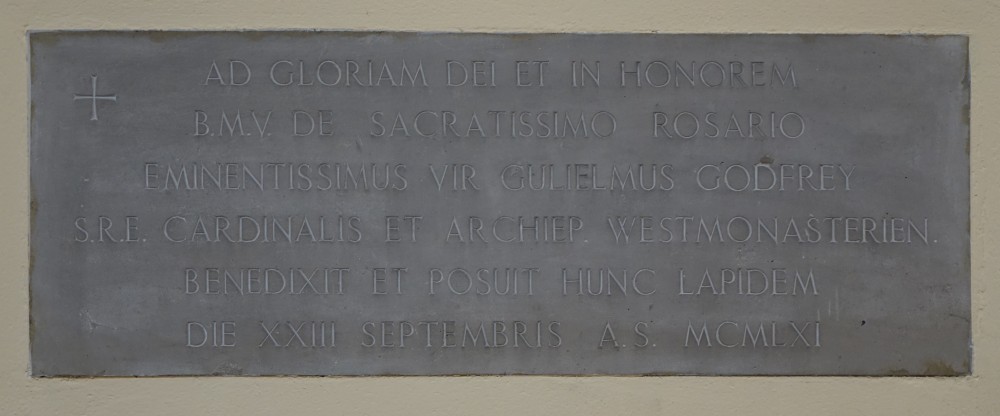 AD GLORIAM DEI ET IN HONOREM
B.M.V. DE SACRATISSIMO ROSARIO
EMINENTISSIMUS VIR GULIELMUS GODFREY
S.R.E. CARDINALIS ET ARCHIEP. WESTMONASTERIEN.
BENEDIXIT ET POSUIT HUNC LAPIDEM
DIE XXIII SEPTEMBRIS A.S. MCMLXI